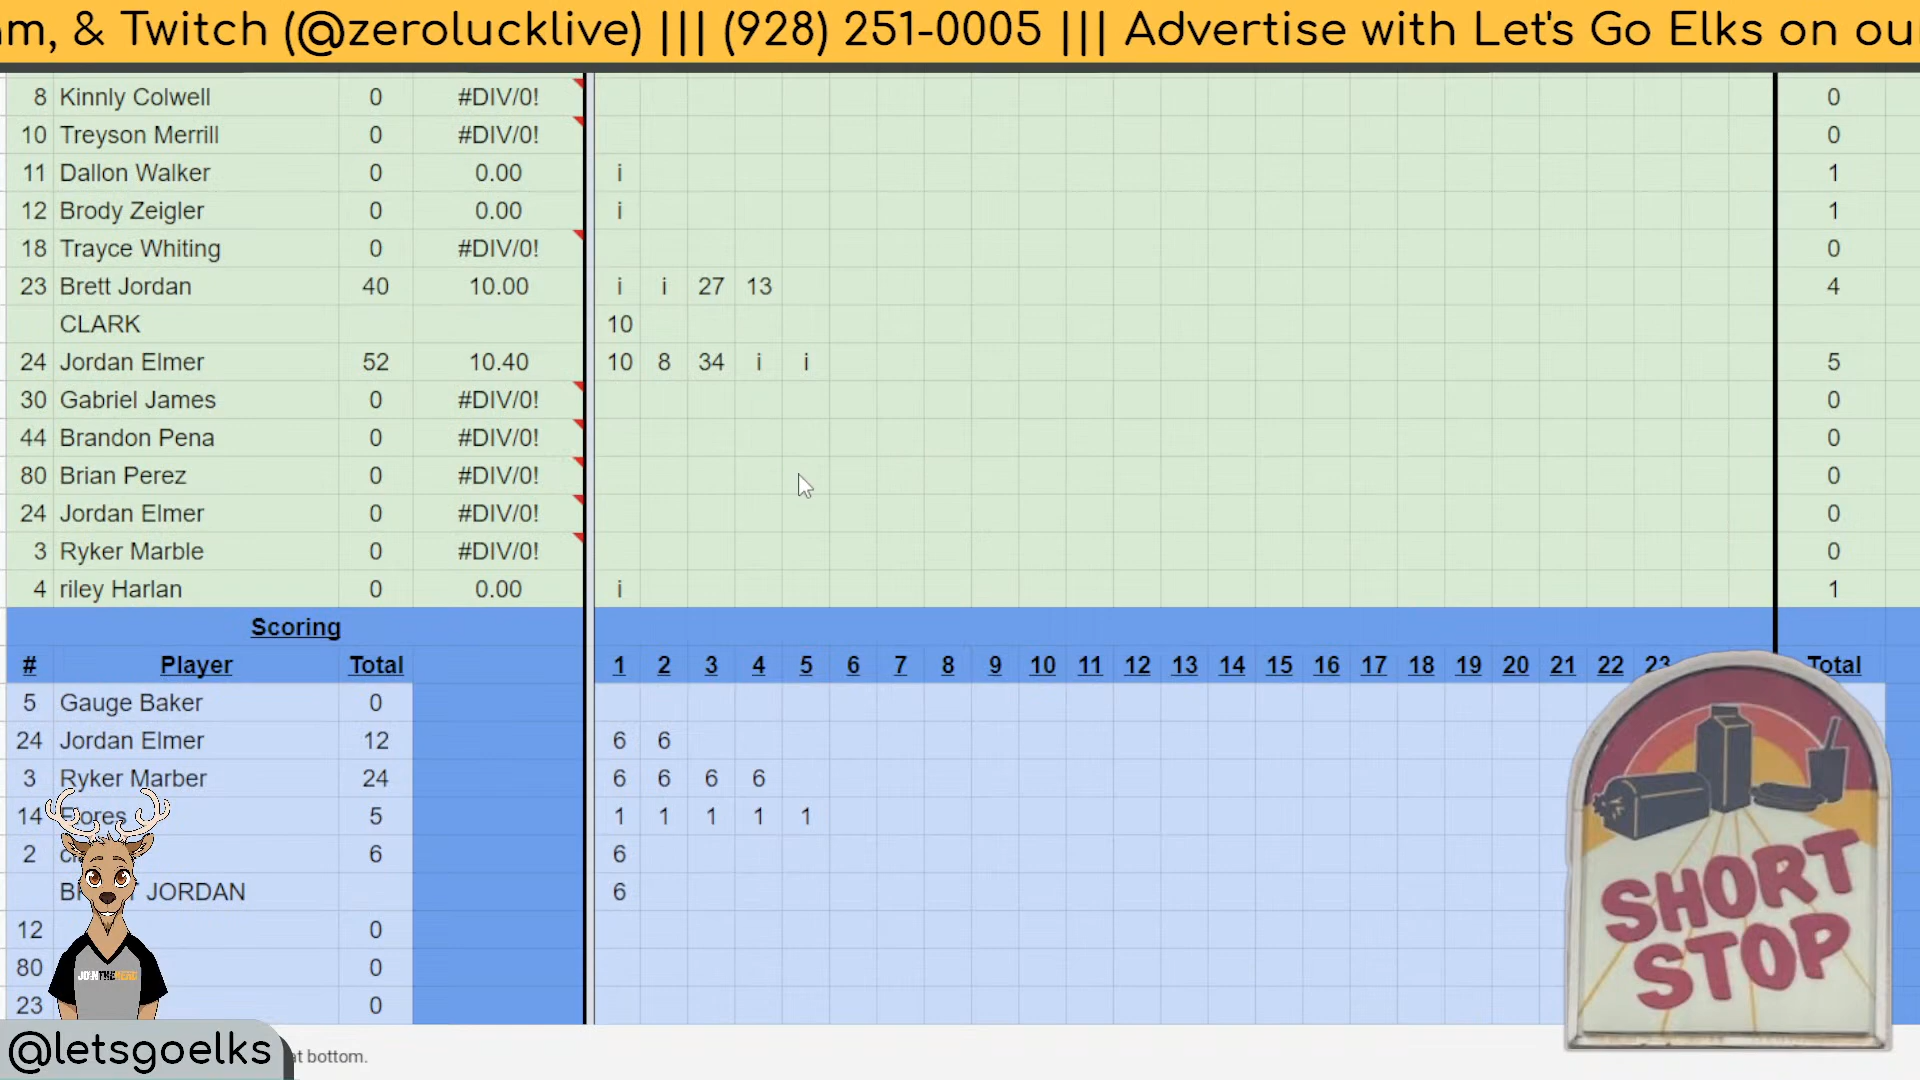 m, & Twitch (@zerolucklive) ||| (928) 251-0005 ||| Advertise with Let's Go Elks on ou
8 Kinnly Colwell 0 #DIV/0! 0
10 Treyson Merrill 0 #DIV/0! 0
11 Dallon Walker 0 0.00 i 1
12 Brody Zeigler 0 0.00 i 1
18 Trayce Whiting 0 #DIV/0! 0
23 Brett Jordan 40 10.00 i i 27 13 4
CLARK 10
24 Jordan Elmer 52 10.40 10 8 34 i i 5
30 Gabriel James 0 #DIV/0! 0
44 Brandon Pena 0 #DIV/0! 0
80 Brian Perez 0 #DIV/0! 0
24 Jordan Elmer 0 #DIV/0! 0
3 Ryker Marble 0 #DIV/0! 0
4 riley Harlan 0 0.00 i 1
Scoring
# Player Total 1 2 3 4 5 6 7 8 9 10 11 12 13 14 15 16 17 18 19 20 21 22 23 Total
5 Gauge Baker 0
24 Jordan Elmer 12 6 6
3 Ryker Marber 24 6 6 6 6
14 Flores 5 1 1 1 1 1
2 6 6
JORDAN 6
12 0
80 0
23 0
JOIN THE HERD
SHORT
STOP
@letsgoelks
at bottom.